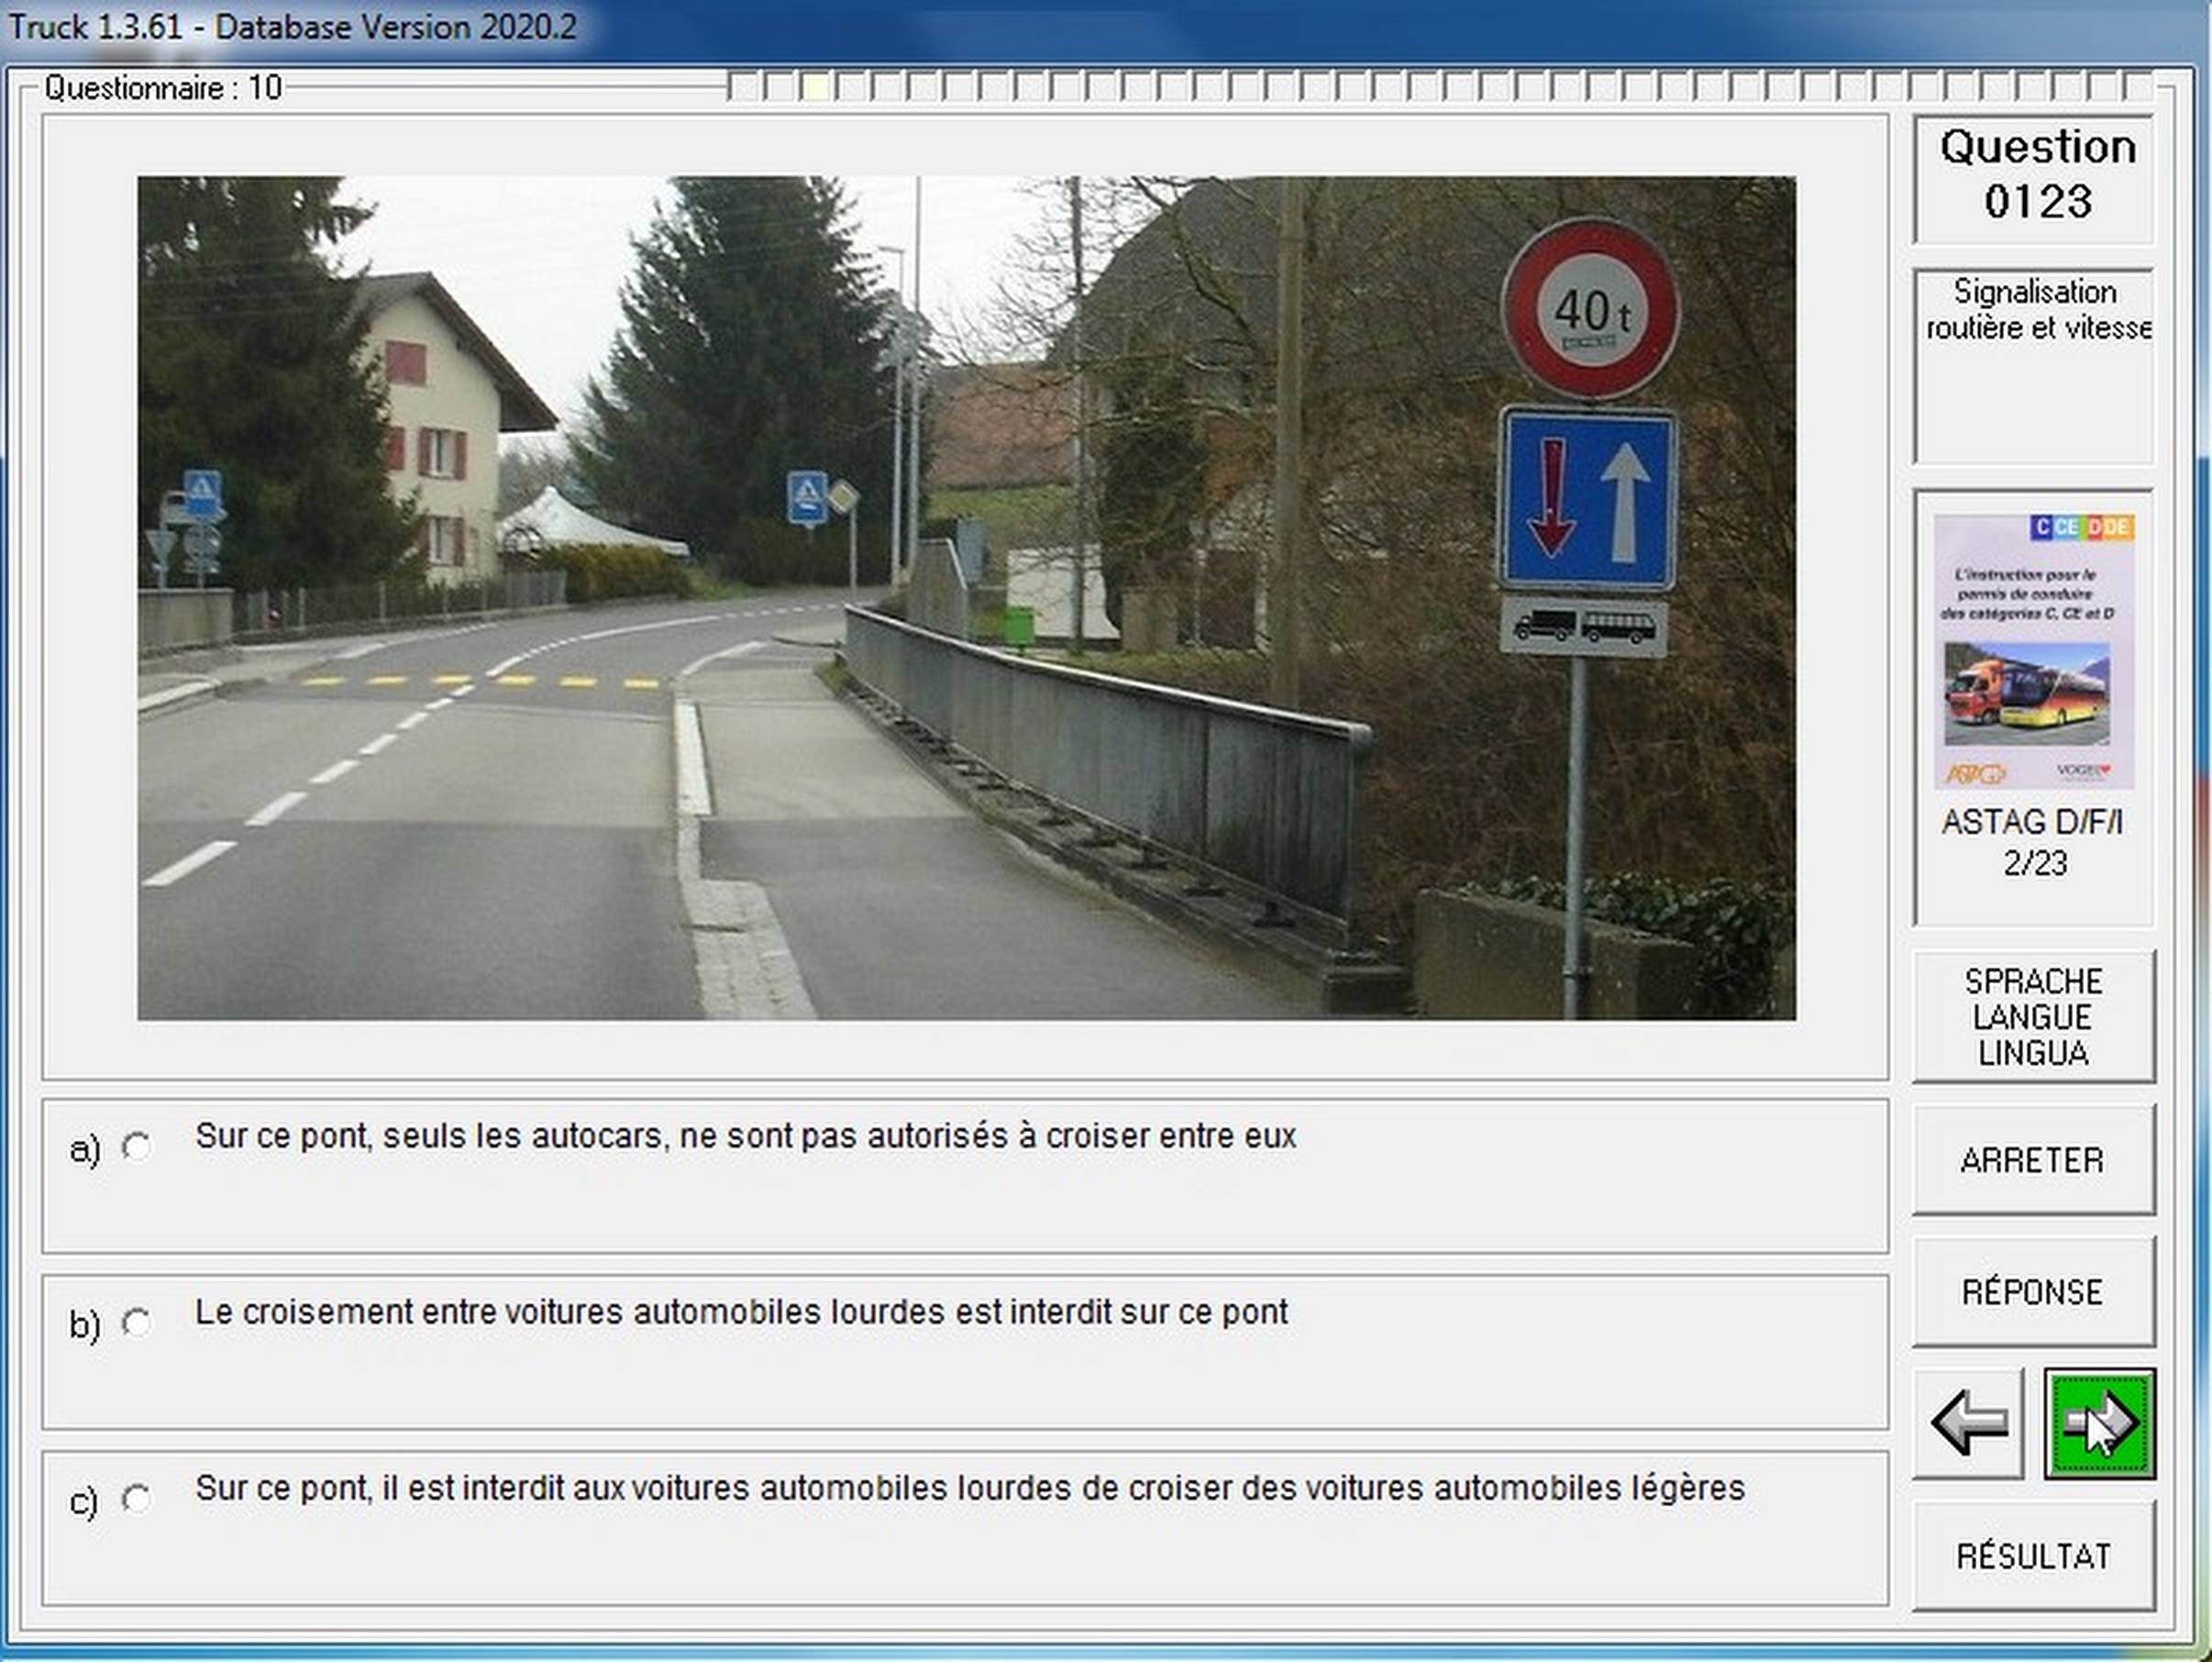 Truck 1.3.61 - Database Version 2020.2
Questionnaire : 10
Question
0123
40 t
Signalisation
routière et vitesse
C CE D DE
L'instruction pour le
permis de conduire
des catégories C, CE et D
ASTAG
VOGEL
ASTAG D/F/I
2/23
SPRACHE
LANGUE
LINGUA
a) Sur ce pont, seuls les autocars, ne sont pas autorisés à croiser entre eux
ARRETER
b) Le croisement entre voitures automobiles lourdes est interdit sur ce pont
RÉPONSE
c) Sur ce pont, il est interdit aux voitures automobiles lourdes de croiser des voitures automobiles légères
RÉSULTAT